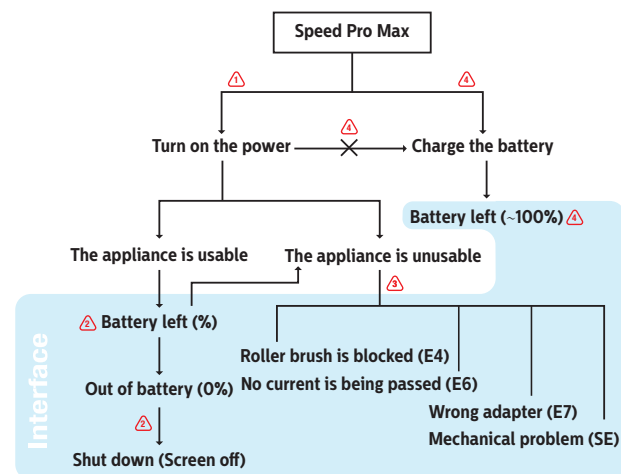 Speed Pro Max
1
4
4
Turn on the power
Charge the battery
Battery left (~100%) 4
The appliance is usable
The appliance is unusable
3
2 Battery left (%)
Roller brush is blocked (E4)
No current is being passed (E6)
Out of battery (0%)
Wrong adapter (E7)
2
Mechanical problem (SE)
Shut down (Screen off)
Interface